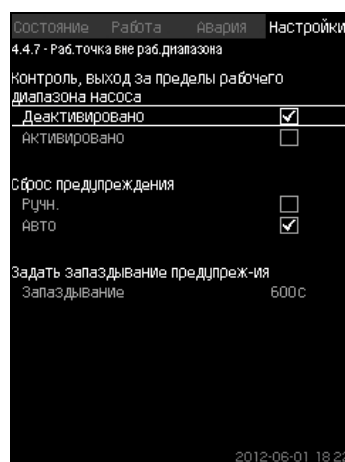 Состояние Работа Авария Настройки
4.4.7 - Раб.точка вне раб.диапазона
Контроль, выход за пределы рабочего
диапазона насоса
Деактивировано
Активировано
Сброс предупреждения
Ручн.
Авто
Задать запаздывание предупреж-ия
Запаздывание 600с
2012-06-01 18:22